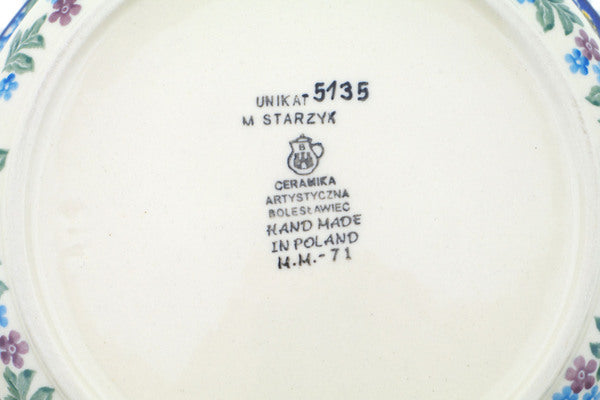 UNIKAT -5135
M STARZYK
B
CERAMIKA
ARTYSTYCZNA
BOLESŁAWIEC
HAND MADE
IN POLAND
M.M.-71